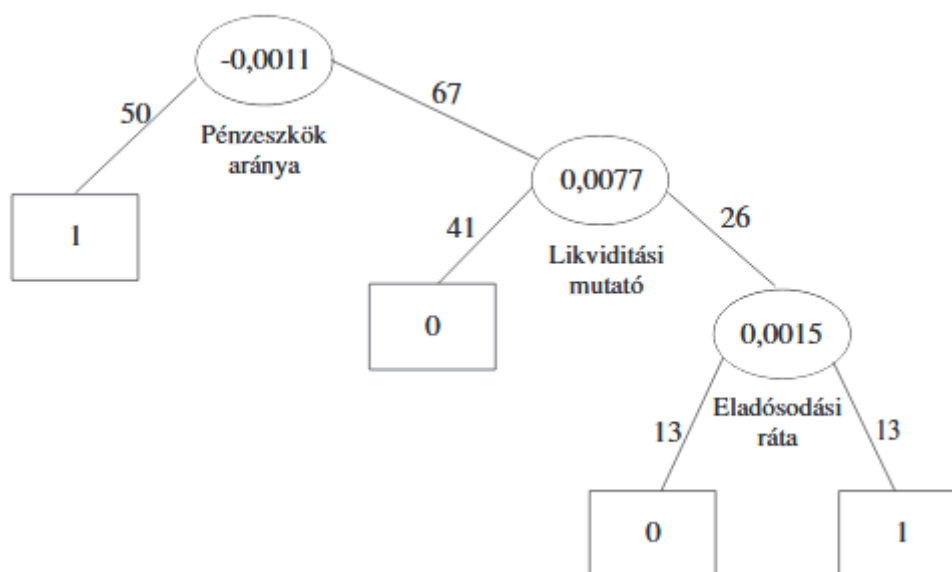 -0,0011
50
67
Pénzeszkök
aránya
1
0,0077
41
26
Likviditási
mutató
0
0,0015
Eladósodási
ráta
13
13
0
1